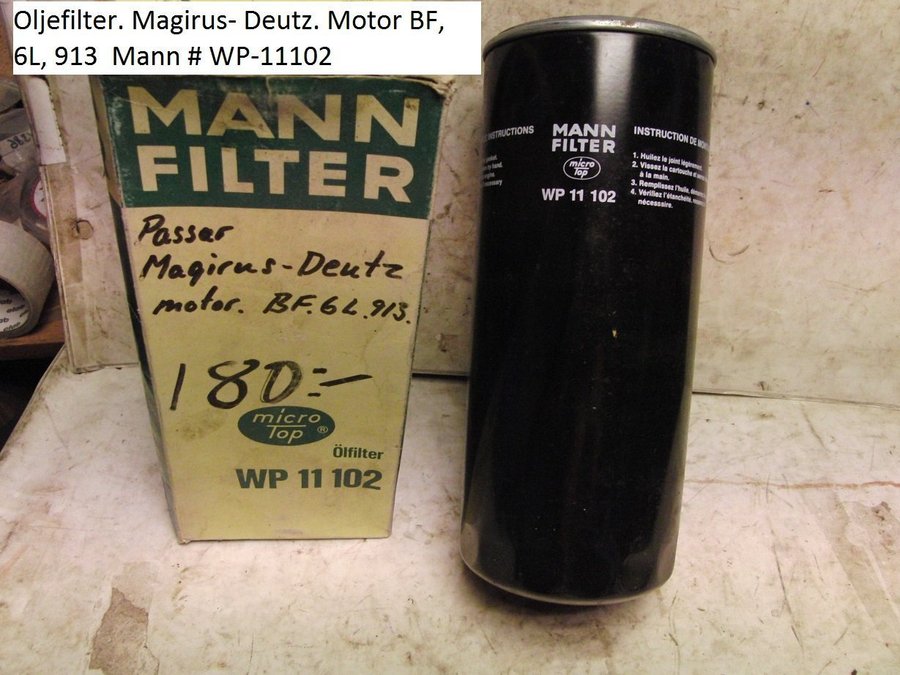 Oljefilter. Magirus- Deutz. Motor BF,
6L, 913  Mann # WP-11102
MANN
FILTER
Passar
Magirus-Deutz
motor. BF.6L.913.
180:-
micro
Top ®
Ölfilter
WP 11 102
INSTRUCTIONS
MANN
FILTER
micro
Top
WP 11 102
INSTRUCTION DE
1. Huilez le joint légèrement.
2. Vissez la cartouche et
à la main.
3. Remplissez l'huile,
4. Vérifiez l'étanchéité,
nécessaire.